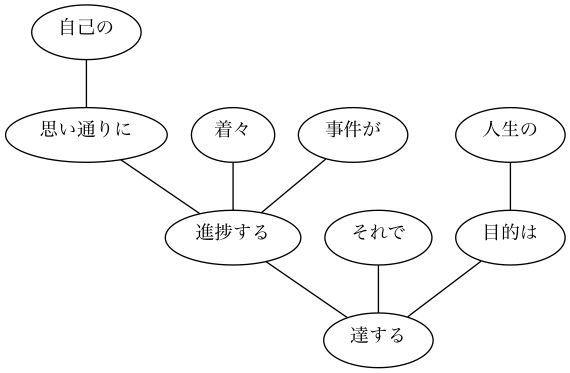 自己の
思い通りに
着々
事件が
人生の
進捗する
それで
目的は
達する